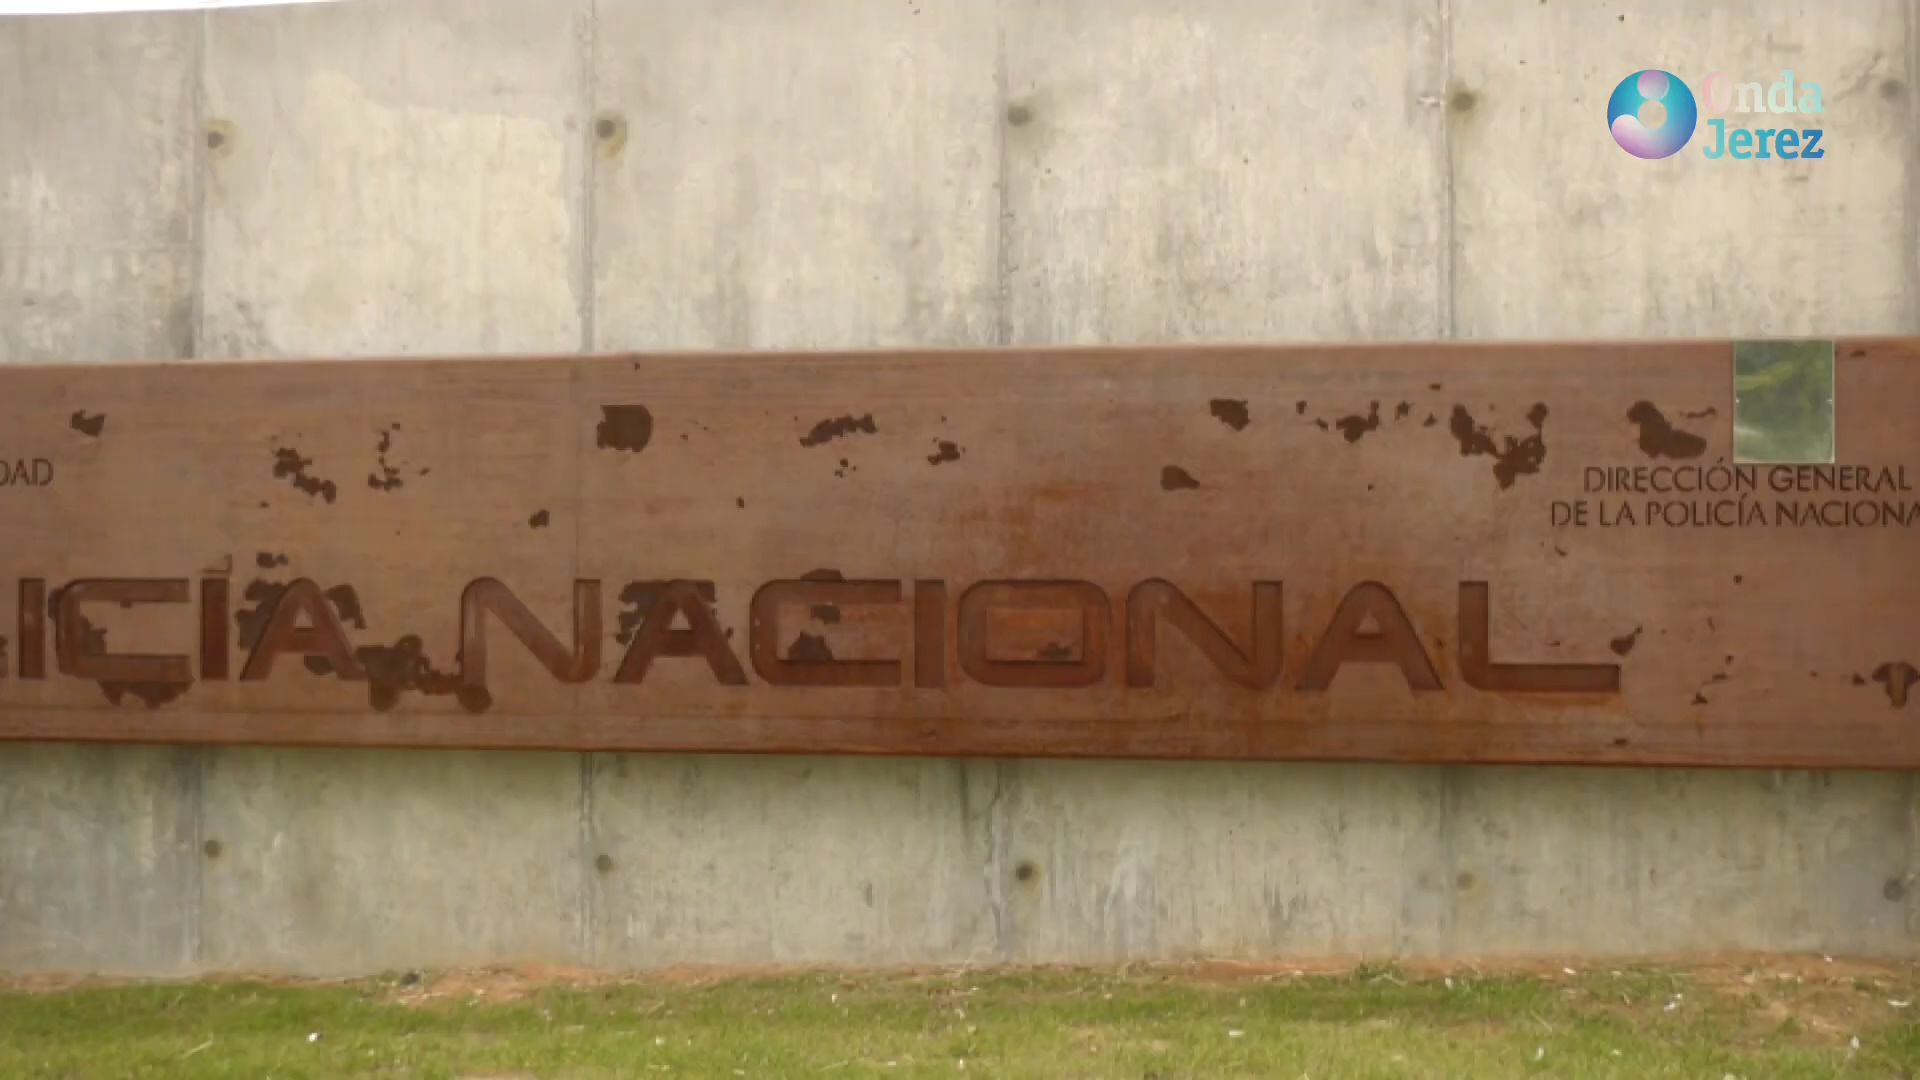 Onda
Jerez
DAD
DIRECCIÓN GENERAL
DE LA POLICÍA NACIONA
ICÍA NACIONAL